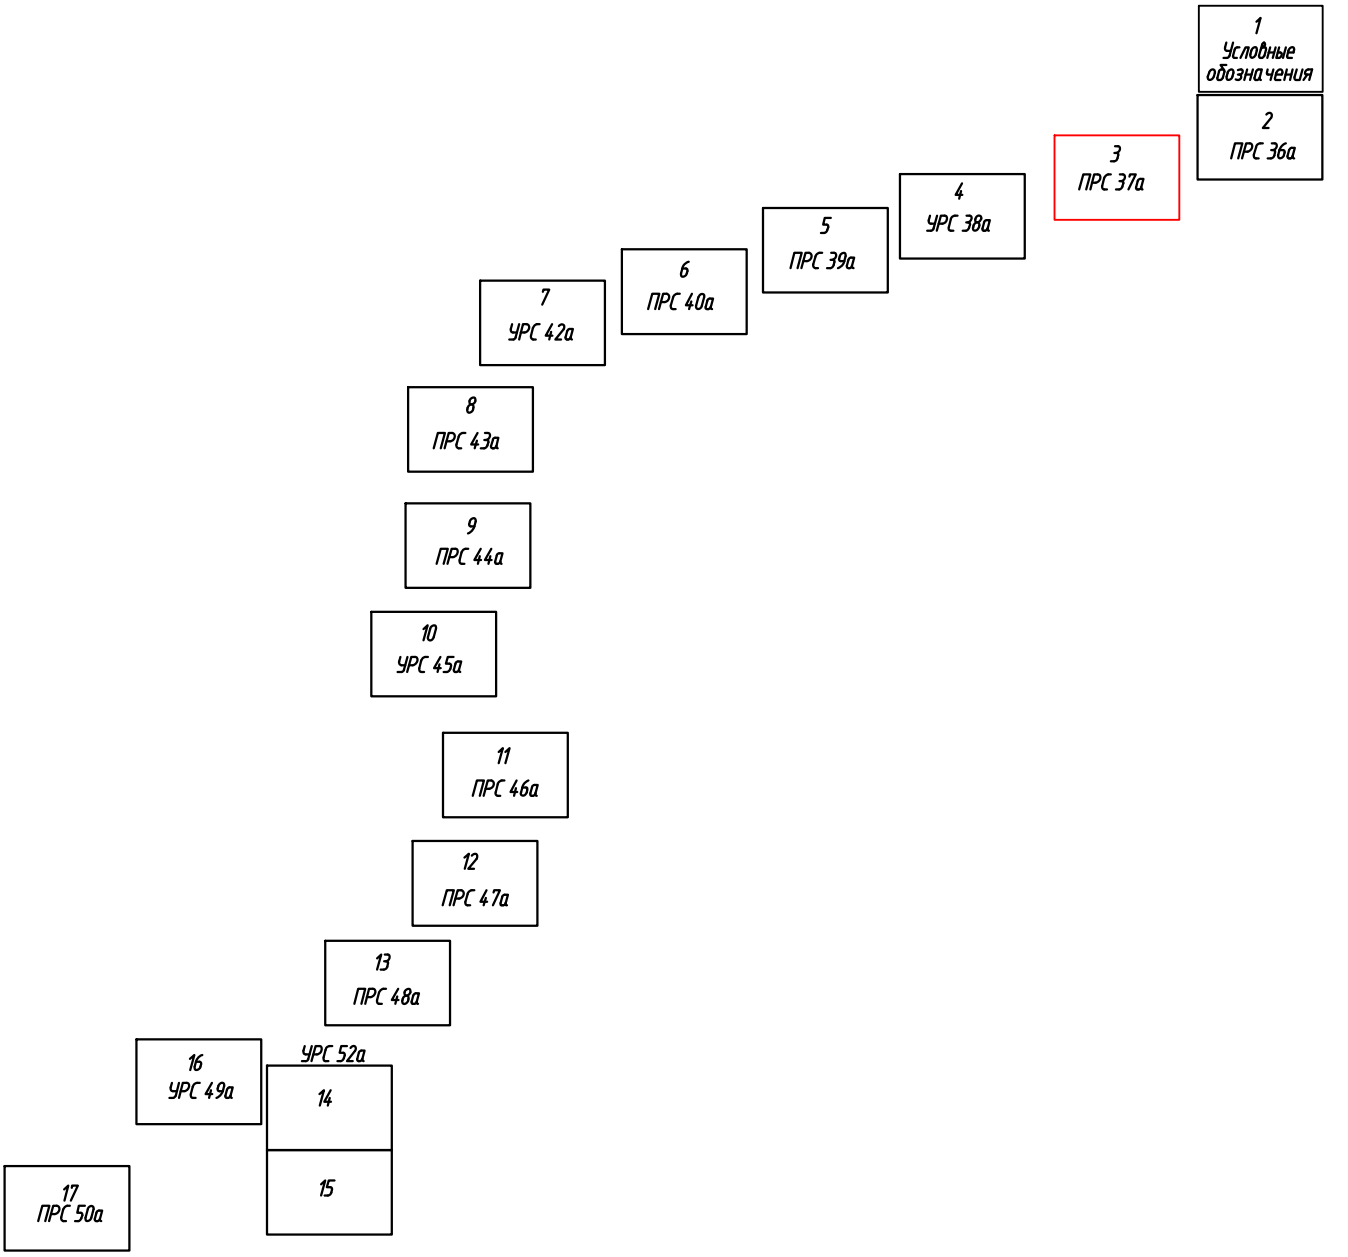 1
Условные
обозначения
2
ПРС 36а
3
ПРС 37а
4
УРС 38а
5
ПРС 39а
6
ПРС 40а
7
УРС 42а
8
ПРС 43а
9
ПРС 44а
10
УРС 45а
11
ПРС 46а
12
ПРС 47а
13
ПРС 48а
УРС 52а
14
15
16
УРС 49а
17
ПРС 50а